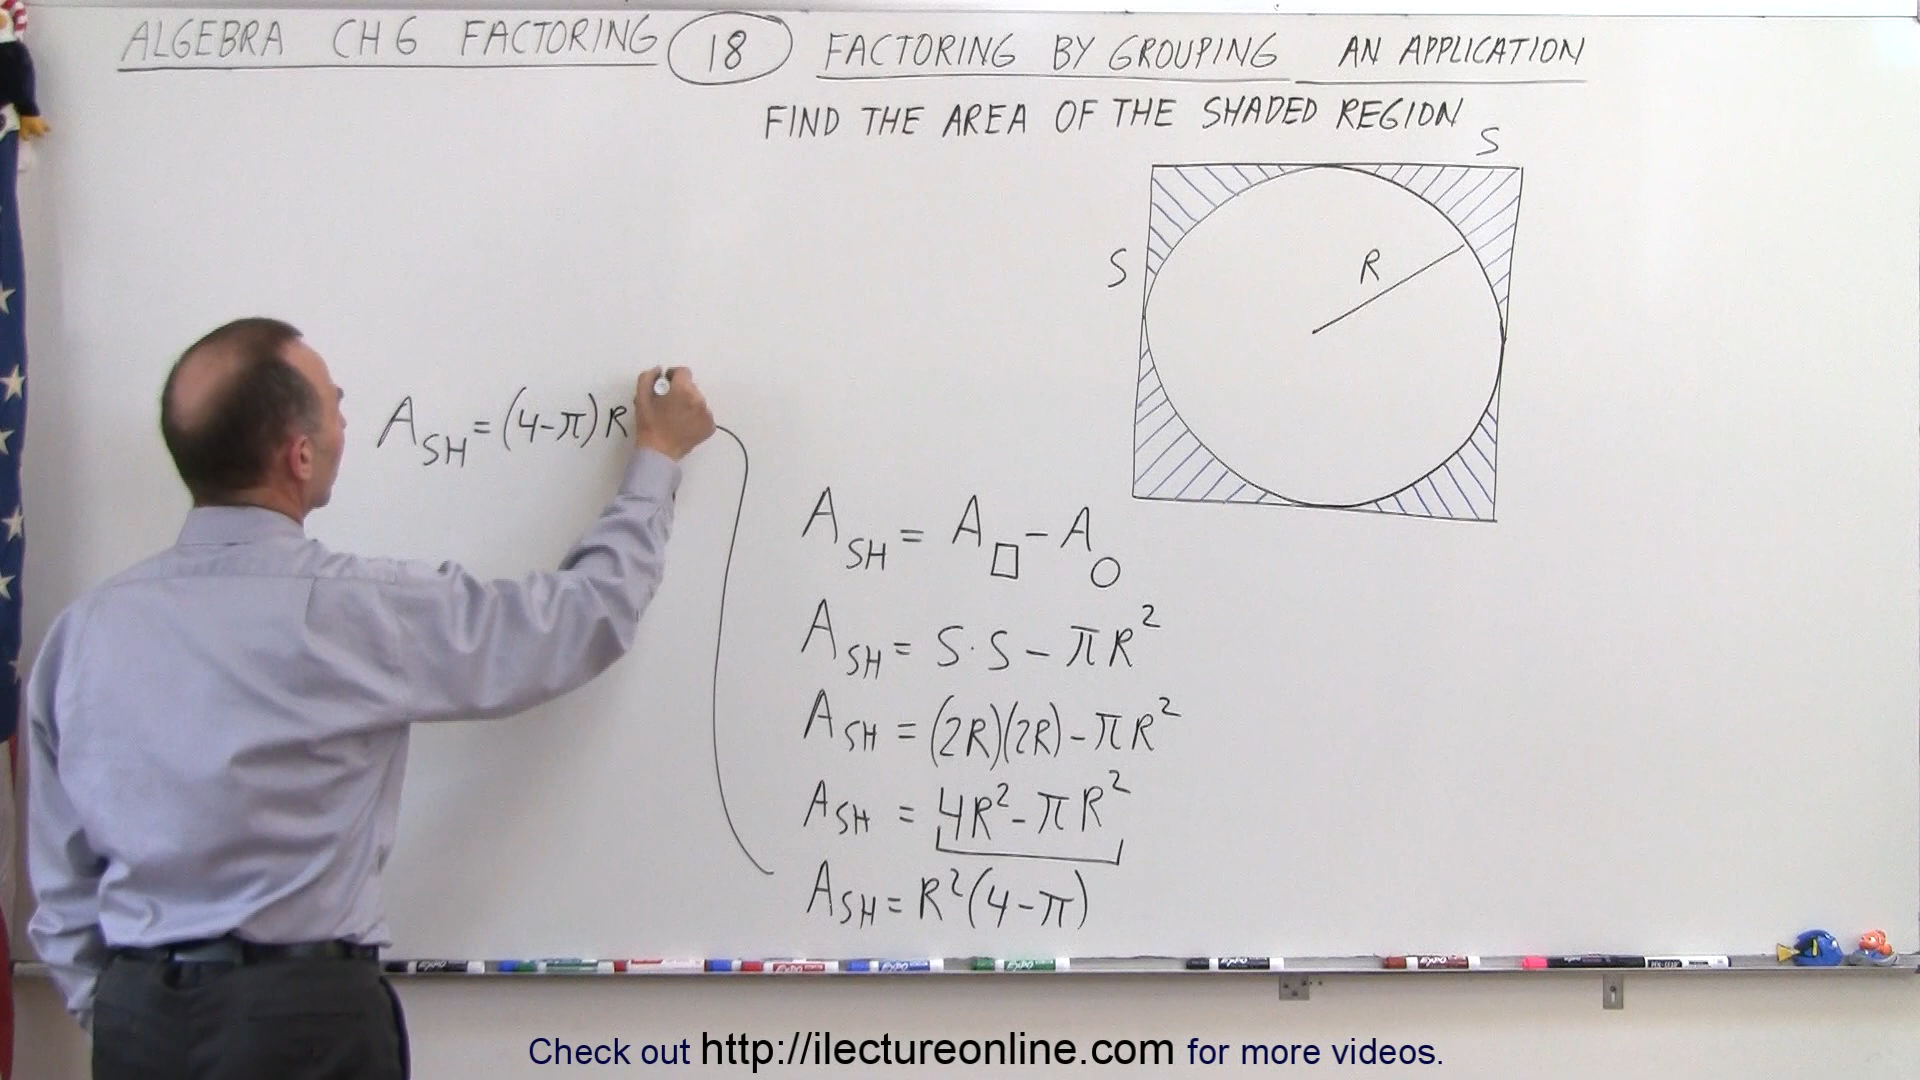 ALGEBRA CH 6 FACTORING 18 FACTORING BY GROUPING AN APPLICATION
FIND THE AREA OF THE SHADED REGION
S
S
R
A_SH = (4-π)R
A_SH = A_□ - A_○
A_SH = S·S - πR²
A_SH = (2R)(2R) - πR²
A_SH = 4R² - πR²
A_SH = R²(4-π)
Check out http://ilectureonline.com for more videos.